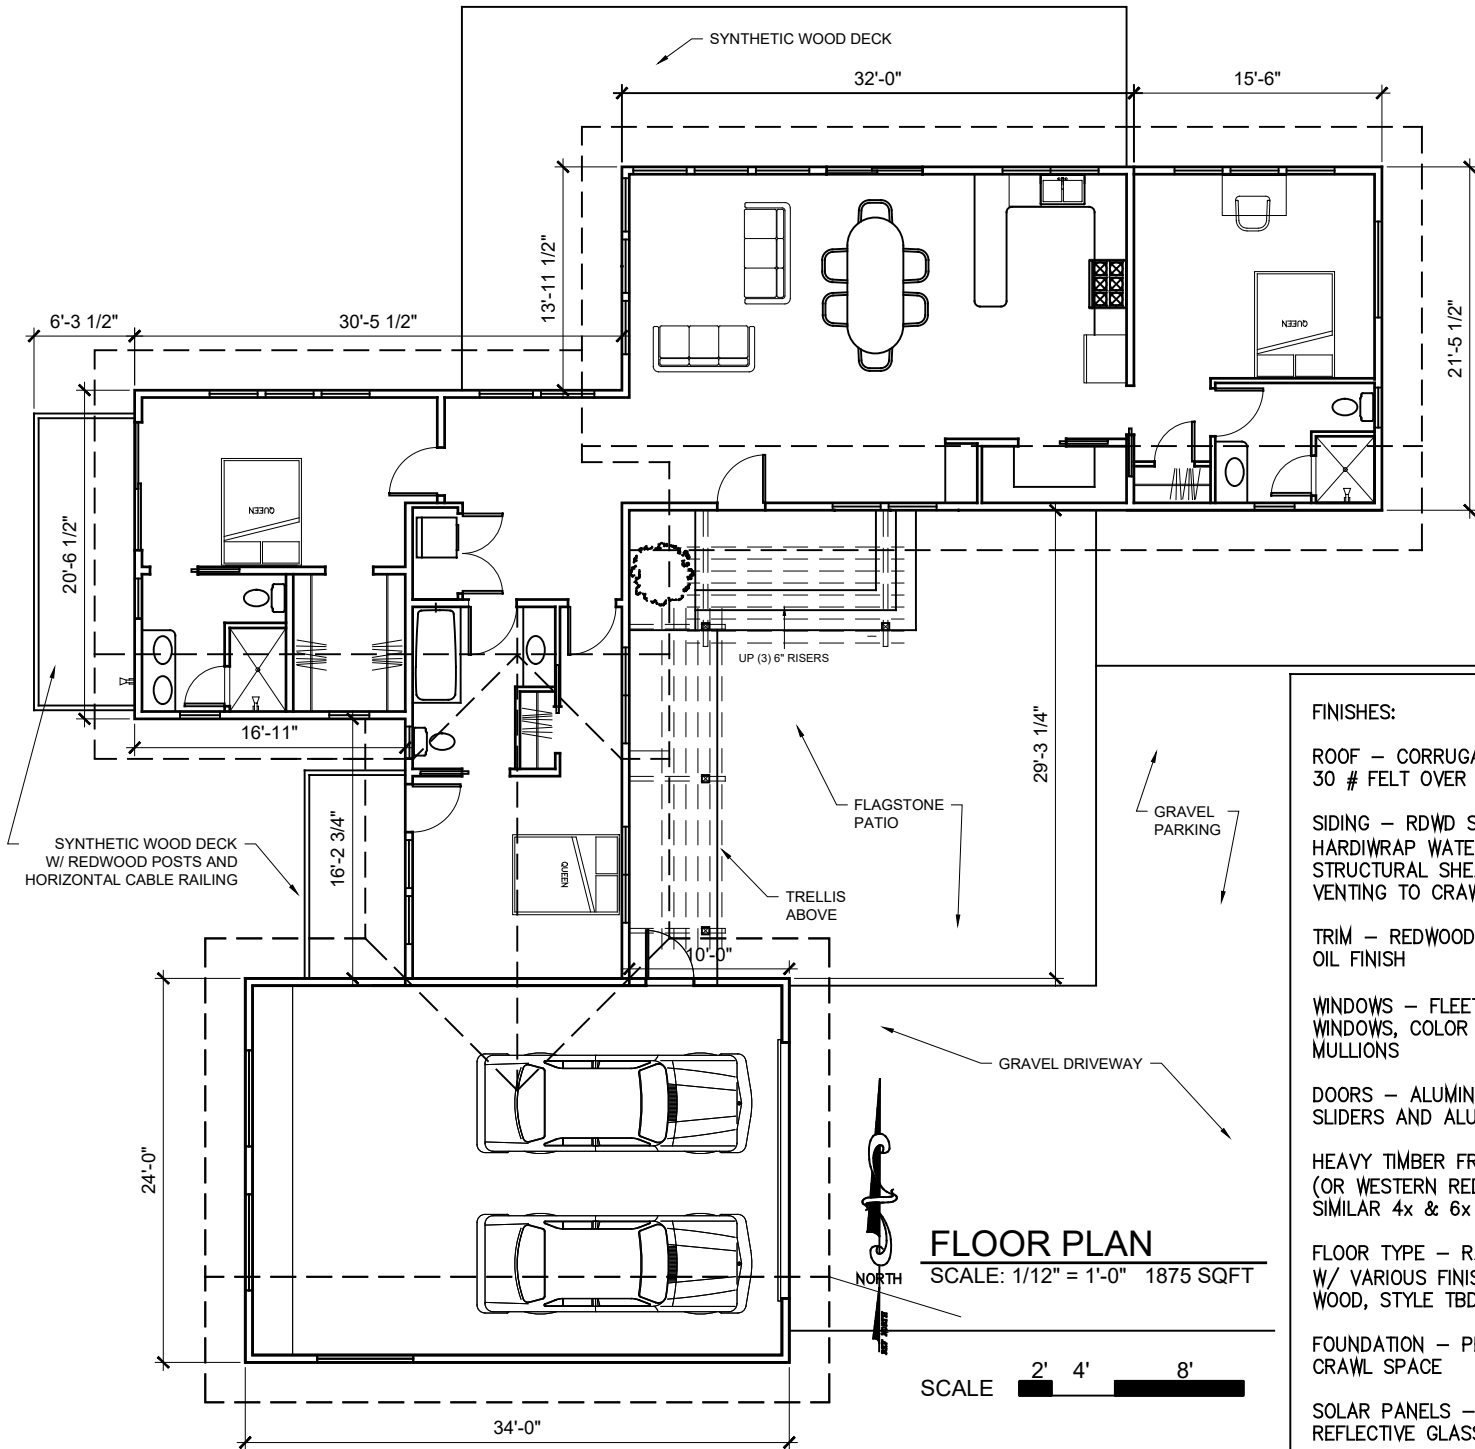 SYNTHETIC WOOD DECK
32'-0"
15'-6"
13'-11 1/2"
21'-5 1/2"
6'-3 1/2"
30'-5 1/2"
QUEEN
QUEEN
20'-6 1/2"
UP (3) 6" RISERS
16'-11"
29'-3 1/4"
16'-2 3/4"
FLAGSTONE
PATIO
GRAVEL
PARKING
SYNTHETIC WOOD DECK
W/ REDWOOD POSTS AND
HORIZONTAL CABLE RAILING
QUEEN
TRELLIS
ABOVE
10'-0"
GRAVEL DRIVEWAY
24'-0"
34'-0"
NORTH
REF NORTH
FLOOR PLAN
SCALE: 1/12" = 1'-0" 1875 SQFT
SCALE
2' 4' 8'
FINISHES:
ROOF – CORRUGA
30 # FELT OVER
SIDING – RDWD S
HARDIWRAP WATE
STRUCTURAL SHE
VENTING TO CRAW
TRIM – REDWOOD
OIL FINISH
WINDOWS – FLEET
WINDOWS, COLOR
MULLIONS
DOORS – ALUMIN
SLIDERS AND ALU
HEAVY TIMBER FR
(OR WESTERN RED
SIMILAR 4x & 6x
FLOOR TYPE – RA
W/ VARIOUS FINIS
WOOD, STYLE TBD
FOUNDATION – P
CRAWL SPACE
SOLAR PANELS –
REFLECTIVE GLASS